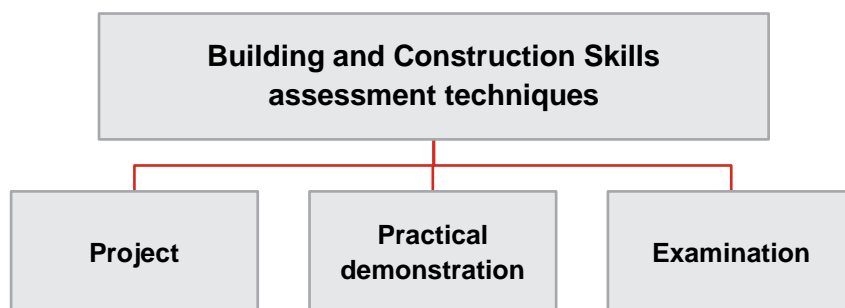 Building and Construction Skills
assessment techniques
Project
Practical
demonstration
Examination